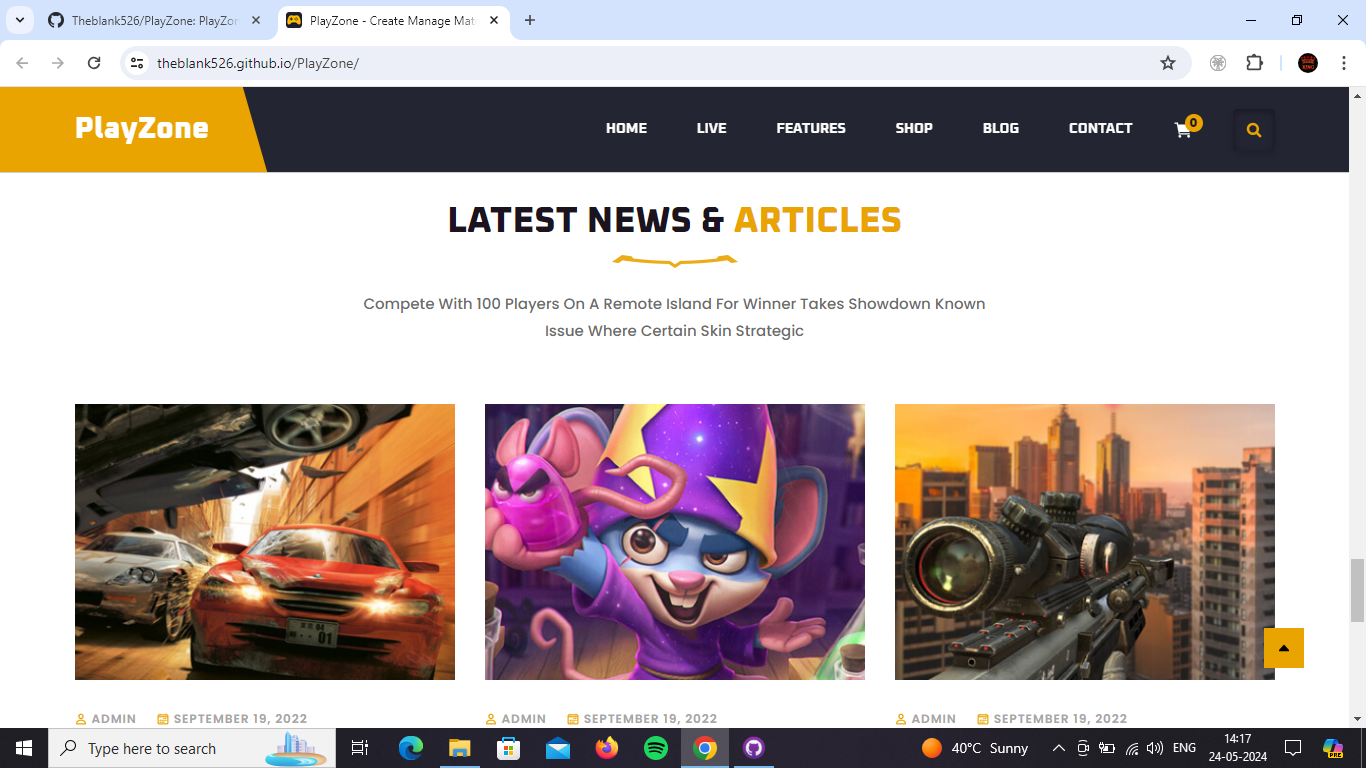 Theblank526/PlayZone: PlayZon
PlayZone - Create Manage Mat
theblank526.github.io/PlayZone/
PlayZone
HOME
LIVE
FEATURES
SHOP
BLOG
CONTACT
0
LATEST NEWS & ARTICLES
Compete With 100 Players On A Remote Island For Winner Takes Showdown Known
Issue Where Certain Skin Strategic
01
ADMIN
SEPTEMBER 19, 2022
ADMIN
SEPTEMBER 19, 2022
ADMIN
SEPTEMBER 19, 2022
Type here to search
40°C Sunny
ENG
14:17
24-05-2024
PRE